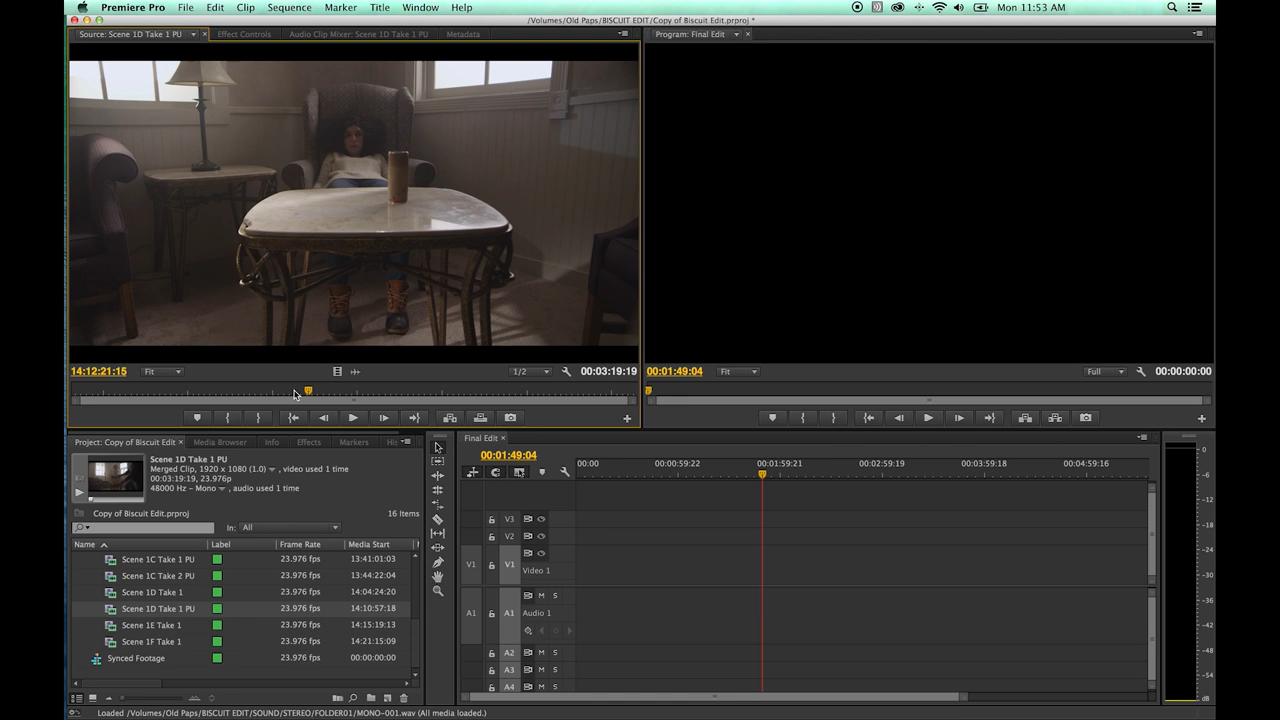 Premiere Pro File Edit Clip Sequence Marker Title Window Help Mon 11:53 AM
/Volumes/Old Paps/BISCUIT EDIT/Copy of Biscuit Edit.prproj *
Source: Scene 1D Take 1 PU Effect Controls Audio Clip Mixer: Scene 1D Take 1 PU Metadata Program: Final Edit
14:12:21:15 Fit 1/2 00:03:19:19 00:01:49:04 Fit Full 00:00:00:00
Project: Copy of Biscuit Edit Media Browser Info Effects Markers
Final Edit
Scene 1D Take 1 PU
Merged Clip, 1920 x 1080 (1.0) , video used 1 time
00:03:19:19, 23.976p
48000 Hz - Mono , audio used 1 time
Copy of Biscuit Edit.prproj 16 Items
In: All
Name Label Frame Rate Media Start
Scene 1C Take 1 PU 23.976 fps 13:41:01:03
Scene 1C Take 2 PU 23.976 fps 13:44:22:04
Scene 1D Take 1 23.976 fps 14:04:24:20
Scene 1D Take 1 PU 23.976 fps 14:10:57:18
Scene 1E Take 1 23.976 fps 14:15:19:13
Scene 1F Take 1 23.976 fps 14:21:15:09
Synced Footage 23.976 fps 00:00:00:00
00:01:49:04
00:00 00:00:59:22 00:01:59:21 00:02:59:19 00:03:59:18 00:04:59:16
V3
V2
V1 V1
Video 1
A1 A1 M S
Audio 1
A2 M S
A3 M S
A4 M S
0
-6
-12
-18
-24
-30
-36
-42
-48
-54
dB
Loaded /Volumes/Old Paps/BISCUIT EDIT/SOUND/STEREO/FOLDER01/MONO-001.wav (All media loaded.)